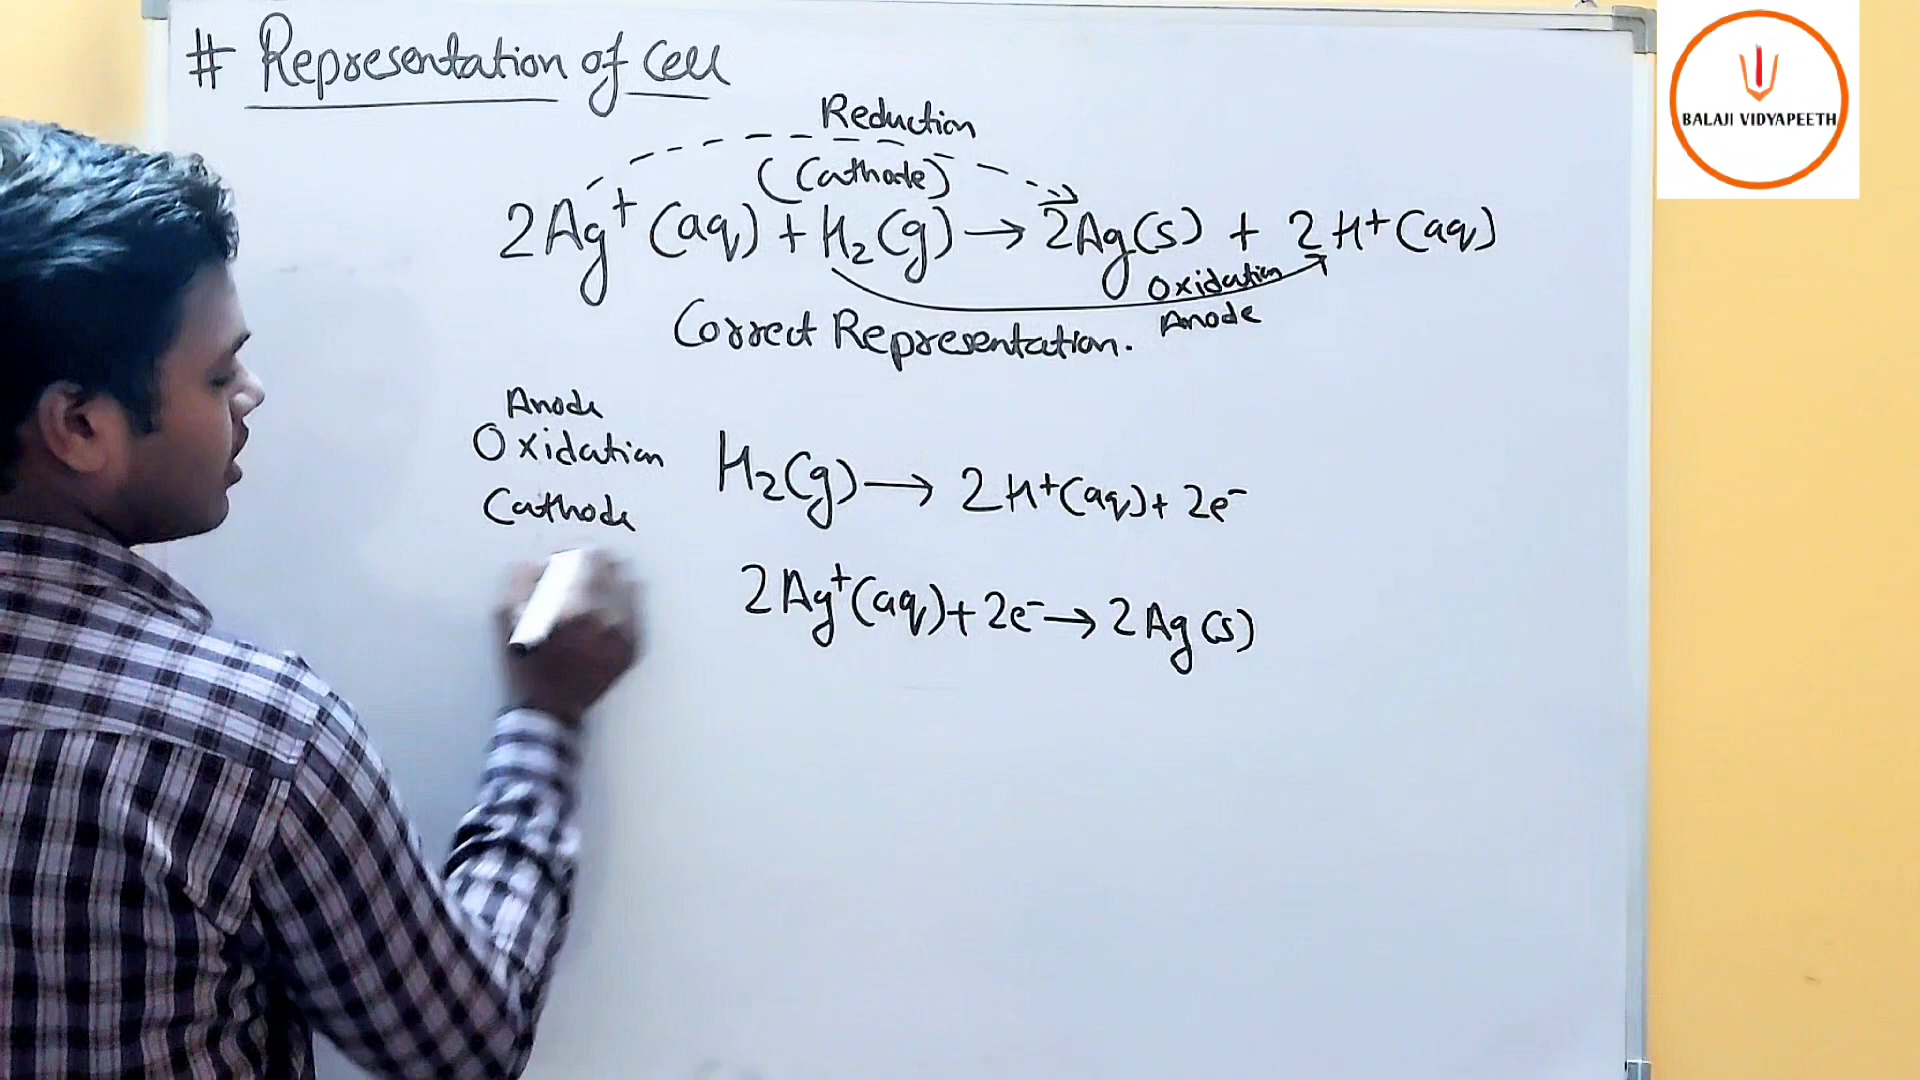 # Representation of Cell
BALAJI VIDYAPEETH
Reduction
(Cathode)
2Ag⁺(aq) + H₂(g) → 2Ag(s) + 2H⁺(aq)
Oxidation
Anode
Correct Representation.
Anode
Oxidation
H₂(g) → 2H⁺(aq) + 2e⁻
Cathode
2Ag⁺(aq) + 2e⁻ → 2Ag(s)